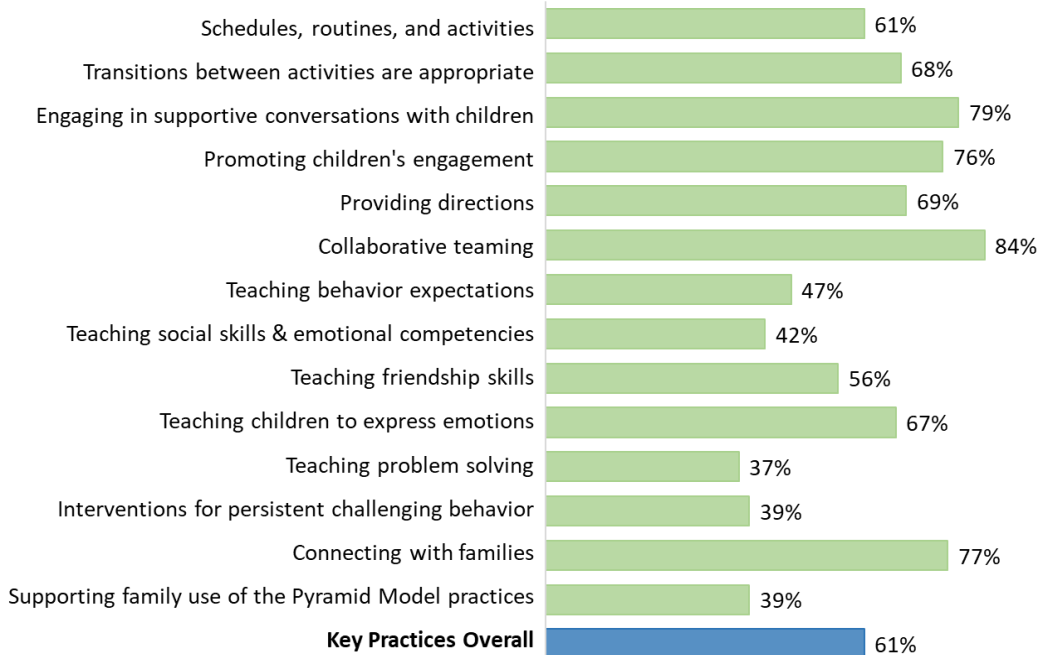 Schedules, routines, and activities 61%
Transitions between activities are appropriate 68%
Engaging in supportive conversations with children 79%
Promoting children's engagement 76%
Providing directions 69%
Collaborative teaming 84%
Teaching behavior expectations 47%
Teaching social skills & emotional competencies 42%
Teaching friendship skills 56%
Teaching children to express emotions 67%
Teaching problem solving 37%
Interventions for persistent challenging behavior 39%
Connecting with families 77%
Supporting family use of the Pyramid Model practices 39%
Key Practices Overall 61%